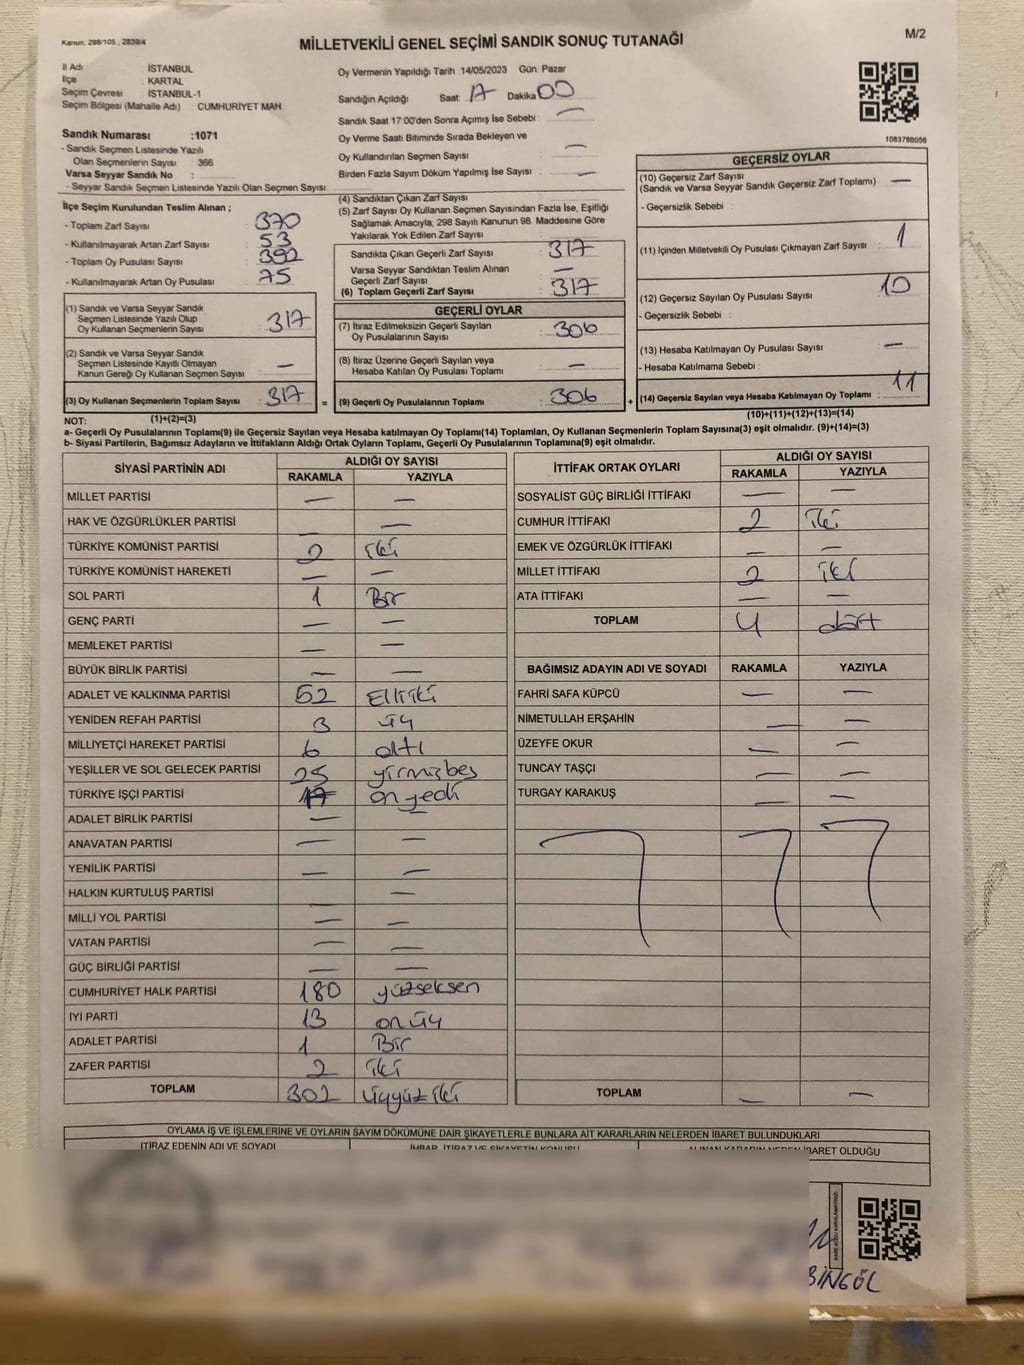 Kanun, 298/105 , 2839/4
MİLLETVEKİLİ GENEL SEÇİMİ SANDIK SONUÇ TUTANAĞI
M/2
İl Adı : İSTANBUL
İlçe : KARTAL
Seçim Çevresi : İSTANBUL-1
Seçim Bölgesi (Mahalle Adı) : CUMHURİYET MAH
Sandık Numarası :1071
- Sandık Seçmen Listesinde Yazılı
Olan Seçmenlerin Sayısı : 366
Varsa Seyyar Sandık No :
- Seyyar Sandık Seçmen Listesinde Yazılı Olan Seçmen Sayısı:
İlçe Seçim Kurulundan Teslim Alınan ;
- Toplam Zarf Sayısı : 370
- Kullanılmayarak Artan Zarf Sayısı : 53
- Toplam Oy Pusulası Sayısı : 392
- Kullanılmayarak Artan Oy Pusulası : 75
Oy Vermenin Yapıldığı Tarih 14/05/2023 Gün: Pazar
Sandığın Açıldığı Saat : 17 Dakika : 00
Sandık Saat 17:00'den Sonra Açımış İse Sebebi : —
Oy Verme Saati Bitiminde Sırada Bekleyen ve
Oy Kullandırılan Seçmen Sayısı : —
Birden Fazla Sayım Döküm Yapılmış İse Sayısı : —
(4) Sandıktan Çıkan Zarf Sayısı :
(5) Zarf Sayısı Oy Kullanan Seçmen Sayısından Fazla İse, Eşitliği
Sağlamak Amacıyla, 298 Sayılı Kanunun 98. Maddesine Göre
Yakılarak Yok Edilen Zarf Sayısı :
Sandıkta Çıkan Geçerli Zarf Sayısı : 317
Varsa Seyyar Sandıktan Teslim Alınan
Geçerli Zarf Sayısı : —
(6) Toplam Geçerli Zarf Sayısı : 317
1083766056
GEÇERSİZ OYLAR
(10) Geçersiz Zarf Sayısı
(Sandık ve Varsa Seyyar Sandık Geçersiz Zarf Toplamı) : —
- Geçersizlik Sebebi :
(11) İçinden Milletvekili Oy Pusulası Çıkmayan Zarf Sayısı : 1
(12) Geçersiz Sayılan Oy Pusulası Sayısı : 10
- Geçersizlik Sebebi :
(13) Hesaba Katılmayan Oy Pusulası Sayısı : —
- Hesaba Katılmama Sebebi :
(14) Geçersiz Sayılan veya Hesaba Katılmayan Oy Toplamı : 11
(10)+(11)+(12)+(13)=(14)
(1) Sandık ve Varsa Seyyar Sandık
Seçmen Listesinde Yazılı Olup
Oy Kullanan Seçmenlerin Sayısı : 317
(2) Sandık ve Varsa Seyyar Sandık
Seçmen Listesinde Kayıtlı Olmayan
Kanun Gereği Oy Kullanan Seçmen Sayısı : —
(3) Oy Kullanan Seçmenlerin Toplam Sayısı : 317 =
(1)+(2)=(3)
GEÇERLİ OYLAR
(7) İtiraz Edilmeksizin Geçerli Sayılan
Oy Pusulalarının Sayısı : 306
(8) İtiraz Üzerine Geçerli Sayılan veya
Hesaba Katılan Oy Pusulası Toplamı : —
(9) Geçerli Oy Pusulalarının Toplamı : 306 +
NOT:
a- Geçerli Oy Pusulalarının Toplamı(9) ile Geçersiz Sayılan veya Hesaba katılmayan Oy Toplamı(14) Toplamları, Oy Kullanan Seçmenlerin Toplam Sayısına(3) eşit olmalıdır. (9)+(14)=(3)
b- Siyasi Partilerin, Bağımsız Adayların ve İttifakların Aldığı Ortak Oyların Toplamı, Geçerli Oy Pusulalarının Toplamına(9) eşit olmalıdır.
SİYASİ PARTİNİN ADI ALDIĞI OY SAYISI
RAKAMLA YAZIYLA
MİLLET PARTİSİ — —
HAK VE ÖZGÜRLÜKLER PARTİSİ — —
TÜRKİYE KOMÜNİST PARTİSİ 2 iki
TÜRKİYE KOMÜNİST HAREKETİ — —
SOL PARTİ 1 Bir
GENÇ PARTİ — —
MEMLEKET PARTİSİ — —
BÜYÜK BİRLİK PARTİSİ — —
ADALET VE KALKINMA PARTİSİ 52 Elliiki
YENİDEN REFAH PARTİSİ 3 üç
MİLLİYETÇİ HAREKET PARTİSİ 6 altı
YEŞİLLER VE SOL GELECEK PARTİSİ 25 yirmibeş
TÜRKİYE İŞÇİ PARTİSİ 17 onyedi
ADALET BİRLİK PARTİSİ — —
ANAVATAN PARTİSİ — —
YENİLİK PARTİSİ — —
HALKIN KURTULUŞ PARTİSİ — —
MİLLİ YOL PARTİSİ — —
VATAN PARTİSİ — —
GÜÇ BİRLİĞİ PARTİSİ — —
CUMHURİYET HALK PARTİSİ 180 yüzseksen
İYİ PARTİ 13 onüç
ADALET PARTİSİ 1 Bir
ZAFER PARTİSİ 2 iki
TOPLAM 302 üçyüziki
İTTİFAK ORTAK OYLARI ALDIĞI OY SAYISI
RAKAMLA YAZIYLA
SOSYALİST GÜÇ BİRLİĞİ İTTİFAKI — —
CUMHUR İTTİFAKI 2 iki
EMEK VE ÖZGÜRLÜK İTTİFAKI — —
MİLLET İTTİFAKI 2 iki
ATA İTTİFAKI — —
TOPLAM 4 dört
BAĞIMSIZ ADAYIN ADI VE SOYADI RAKAMLA YAZIYLA
FAHRİ SAFA KÜPCÜ — —
NİMETULLAH ERŞAHİN — —
ÜZEYFE OKUR — —
TUNCAY TAŞÇI — —
TURGAY KARAKUŞ — —
TOPLAM — —
OYLAMA İŞ VE İŞLEMLERİNE VE OYLARIN SAYIM DÖKÜMÜNE DAİR ŞİKAYETLERLE BUNLARA AİT KARARLARIN NELERDEN İBARET BULUNDUKLARI
İTİRAZ EDENİN ADI VE SOYADI
İBARET OLDUĞU
BİNGÖL